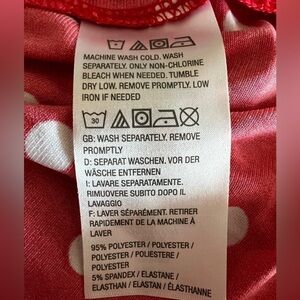 MACHINE WASH COLD. WASH
SEPARATELY. ONLY NON-CHLORINE
BLEACH WHEN NEEDED. TUMBLE
DRY LOW. REMOVE PROMPTLY. LOW
IRON IF NEEDED
30
GB: WASH SEPARATELY. REMOVE
PROMPTLY
D: SEPARAT WASCHEN. VOR DER
WÄSCHE ENTFERNEN
I: LAVARE SEPARATAMENTE.
RIMUOVERE SUBITO DOPO IL
LAVAGGIO
F: LAVER SÉPARÉMENT. RETIRER
RAPIDEMENT DE LA MACHINE À
LAVER
95% POLYESTER / POLYESTER /
POLYESTER / POLIESTERE /
POLYESTER
5% SPANDEX / ELASTANE /
ELASTHAN / ELASTAN / ÉLASTHANNE